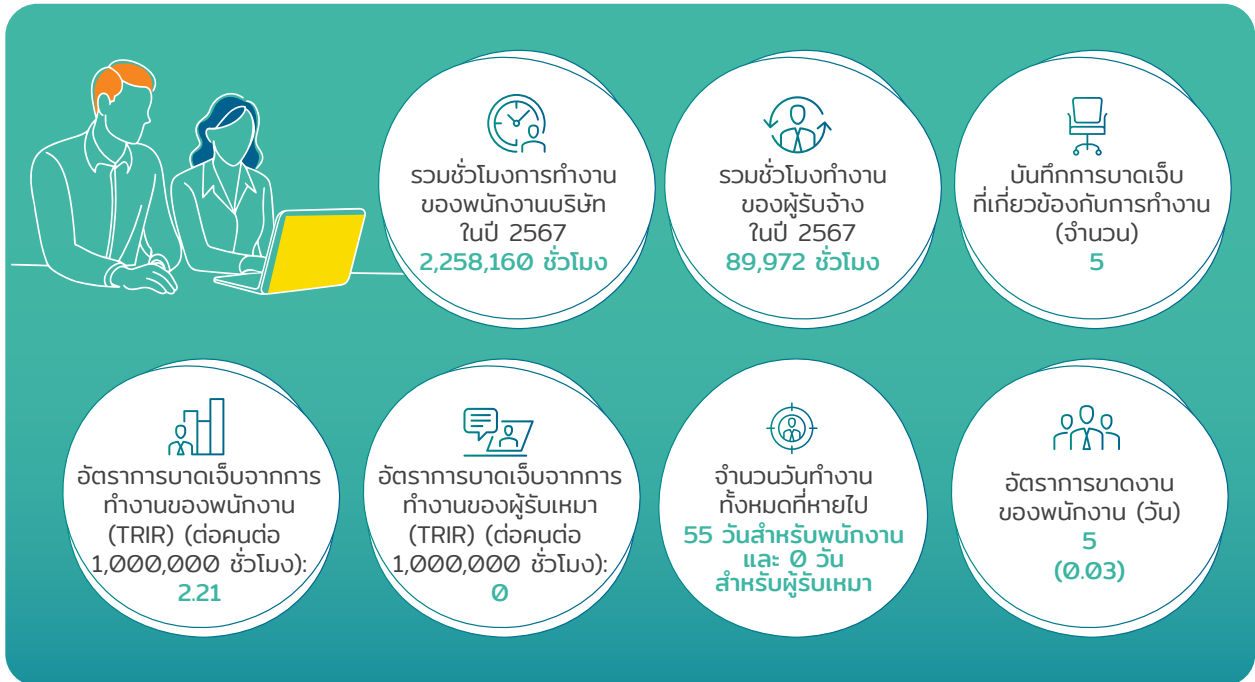 รวมชั่วโมงการทำงาน
ของพนักงานบริษัท
ในปี 2567
2,258,160 ชั่วโมง
รวมชั่วโมงทำงาน
ของผู้รับจ้าง
ในปี 2567
89,972 ชั่วโมง
บันทึกการบาดเจ็บ
ที่เกี่ยวข้องกับการทำงาน
(จำนวน)
5
อัตราการบาดเจ็บจากการ
ทำงานของพนักงาน
(TRIR) (ต่อคนต่อ
1,000,000 ชั่วโมง):
2.21
อัตราการบาดเจ็บจากการ
ทำงานของผู้รับเหมา
(TRIR) (ต่อคนต่อ
1,000,000 ชั่วโมง):
0
จำนวนวันทำงาน
ทั้งหมดที่หายไป
55 วันสำหรับพนักงาน
และ 0 วัน
สำหรับผู้รับเหมา
อัตราการขาดงาน
ของพนักงาน (วัน)
5
(0.03)